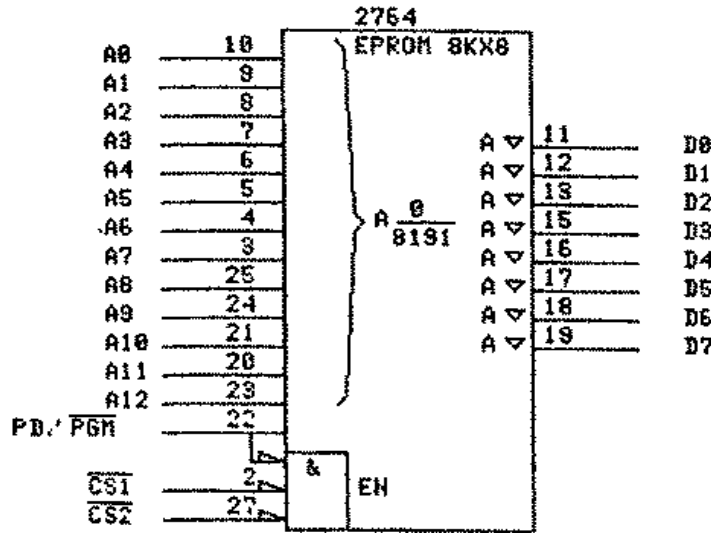 2764
EPROM 8KX8
A0 10
A1 9
A2 8
A3 7
A4 6
A5 5
A6 4
A7 3
A8 25
A9 24
A10 21
A11 20
A12 23
PD/ PGM 22
CS1 2
CS2 27
A 0
8191
&
EN
A ▽ 11 D0
A ▽ 12 D1
A ▽ 13 D2
A ▽ 15 D3
A ▽ 16 D4
A ▽ 17 D5
A ▽ 18 D6
A ▽ 19 D7